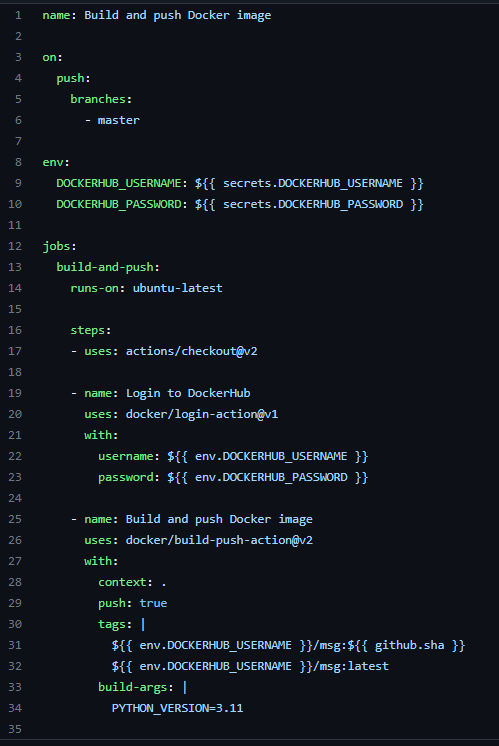 1 name: Build and push Docker image
2
3 on:
4   push:
5     branches:
6       - master
7
8 env:
9   DOCKERHUB_USERNAME: ${{ secrets.DOCKERHUB_USERNAME }}
10   DOCKERHUB_PASSWORD: ${{ secrets.DOCKERHUB_PASSWORD }}
11
12 jobs:
13   build-and-push:
14     runs-on: ubuntu-latest
15
16     steps:
17     - uses: actions/checkout@v2
18
19     - name: Login to DockerHub
20       uses: docker/login-action@v1
21       with:
22         username: ${{ env.DOCKERHUB_USERNAME }}
23         password: ${{ env.DOCKERHUB_PASSWORD }}
24
25     - name: Build and push Docker image
26       uses: docker/build-push-action@v2
27       with:
28         context: .
29         push: true
30         tags: |
31           ${{ env.DOCKERHUB_USERNAME }}/msg:${{ github.sha }}
32           ${{ env.DOCKERHUB_USERNAME }}/msg:latest
33         build-args: |
34           PYTHON_VERSION=3.11
35